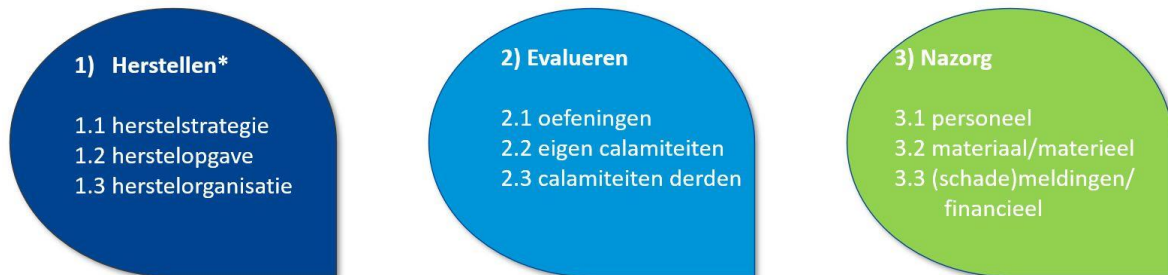 1) Herstellen*
1.1 herstelstrategie
1.2 herstelopgave
1.3 herstelorganisatie
2) Evalueren
2.1 oefeningen
2.2 eigen calamiteiten
2.3 calamiteiten derden
3) Nazorg
3.1 personeel
3.2 materiaal/materieel
3.3 (schade)meldingen/
financieel